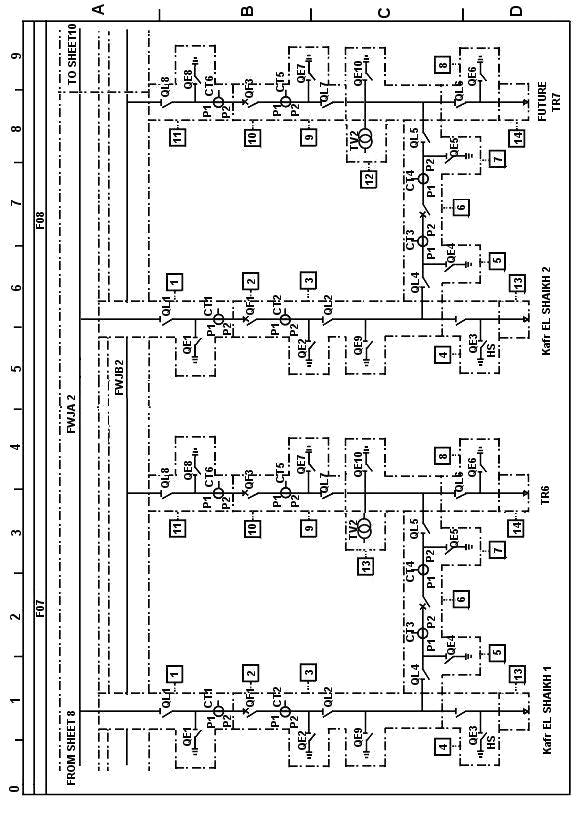 0 1 2 3 4 5 6 7 8 9
F07 F08
FROM SHEET 8 FWJA 2 TO SHEET10
A
FWJB2
QL1 1 QL8 11 QL1 1 QL8 11
QE1 QE8 QE1 QE8
P1 CT1 P1 CT6 P1 CT1 P1 CT6
P2 P2 P2 P2
B
QF1 2 10 QF3 QF1 2 10 QF3
P1 CT2 P1 CT5 P1 CT2 P1 CT5
P2 P2 P2 P2
QE2 3 9 QE7 QE2 3 9 QE7
QL2 QL7 QL2 QL7
QE9 TV2 QE10 QE9 TV2 QE10
13 12
C
QL4 CT3 CT4 QL5 QL4 CT3 CT4 QL5
P1 P2 P1 P2 P1 P2 P1 P2
4 QE4 QE5 8 4 QE4 QE5 8
6 QL6 6 QL6
QE3 QE6 QE3 QE6
HS HS
5 7 5 7
13 14 13 14
D
Kafr EL SHAIKH 1 TR6 Kafr EL SHAIKH 2 FUTURE
TR7